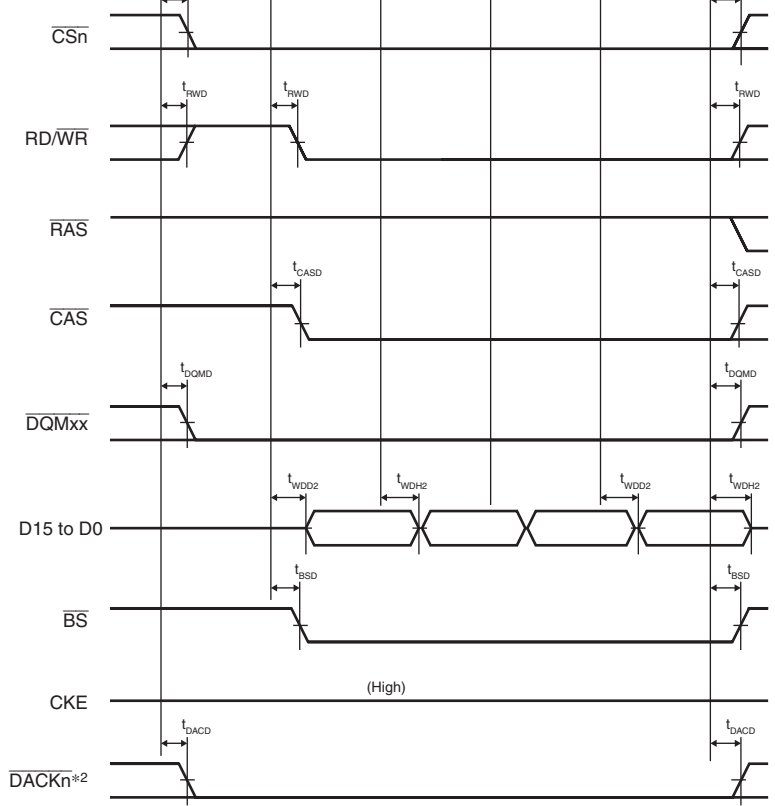 CSn
tRWD tRWD tRWD
RD/WR
RAS
tCASD tCASD
CAS
tDQMD tDQMD
DQMxx
tWDD2 tWDH2 tWDD2 tWDH2
D15 to D0
tBSD tBSD
BS
(High)
CKE
tDACD tDACD
DACKn*2